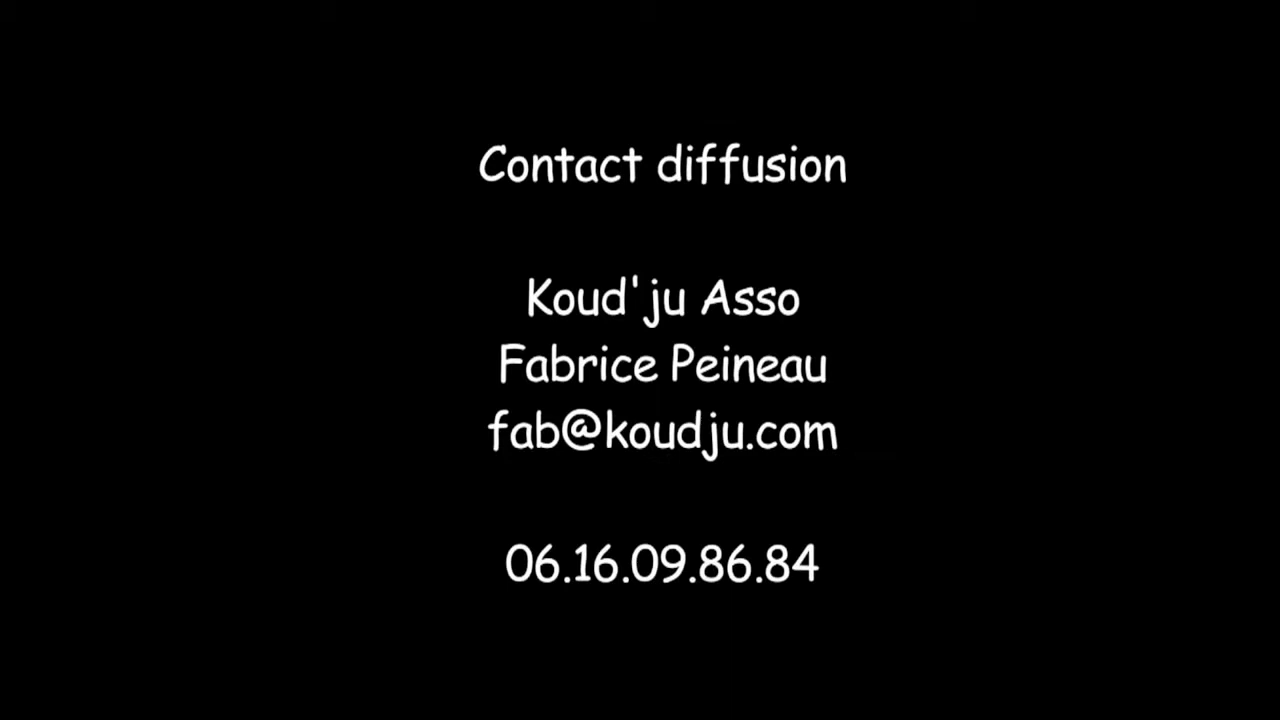 Contact diffusion
Koud'ju Asso
Fabrice Peineau
fab@koudju.com
06.16.09.86.84